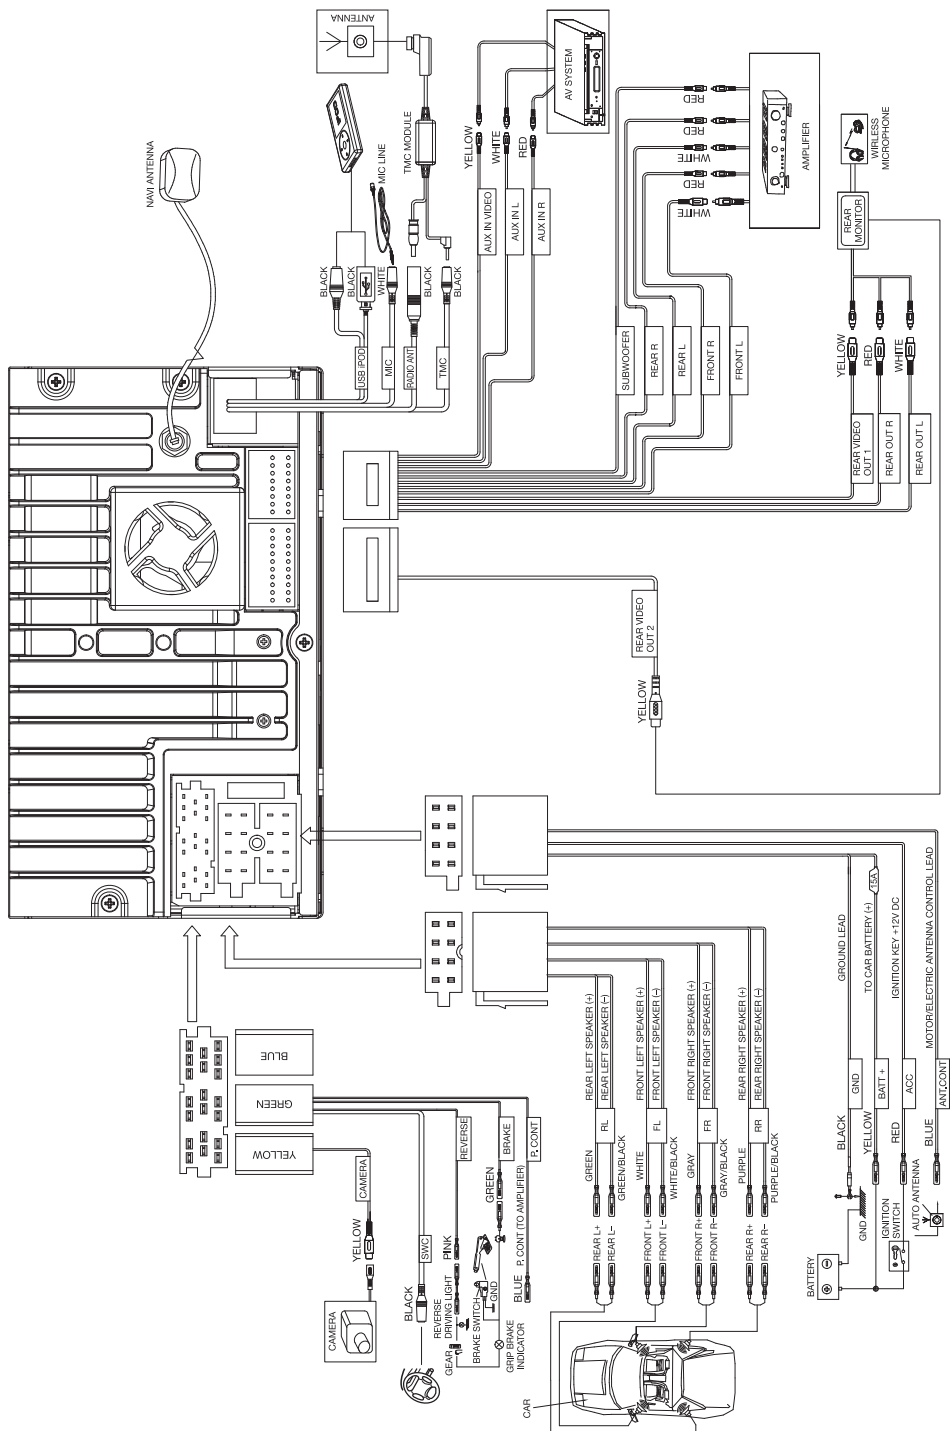 ANTENNA
NAVI ANTENNA
MIC LINE
TMC MODULE
AV SYSTEM
AMPLIFIER
WIRLESS
MICROPHONE
REAR
MONITOR
BLACK
BLACK
WHITE
BLACK
BLACK
USB iPOD
MIC
RADIO ANT
TMC
YELLOW
WHITE
RED
AUX IN VIDEO
AUX IN L
AUX IN R
RED
RED
WHITE
RED
WHITE
SUBWOOFER
REAR R
REAR L
FRONT R
FRONT L
YELLOW
RED
WHITE
REAR VIDEO
OUT 1
REAR OUT R
REAR OUT L
REAR VIDEO
OUT 2
YELLOW
BLUE
GREEN
YELLOW
CAMERA
YELLOW
CAMERA
SWC
BLACK
REVERSE
PINK
REVERSE
DRIVING LIGHT
GEAR
BRAKE
GREEN
BRAKE SWITCH
GND
GRIP BRAKE
INDICATOR
P. CONT
P. CONT (TO AMPLIFIER)
BLUE
CAR
REAR LEFT SPEAKER (+)
REAR LEFT SPEAKER (–)
FRONT LEFT SPEAKER (+)
FRONT LEFT SPEAKER (–)
FRONT RIGHT SPEAKER (+)
FRONT RIGHT SPEAKER (–)
REAR RIGHT SPEAKER (+)
REAR RIGHT SPEAKER (–)
RL
FL
FR
RR
GREEN
GREEN/BLACK
WHITE
WHITE/BLACK
GRAY
GRAY/BLACK
PURPLE
PURPLE/BLACK
REAR L+
REAR L–
FRONT L+
FRONT L–
FRONT R+
FRONT R–
REAR R+
REAR R–
GROUND LEAD
15A
TO CAR BATTERY (+)
IGNITION KEY +12V DC
MOTOR/ELECTRIC ANTENNA CONTROL LEAD
GND
BATT +
ACC
ANT.CONT
BLACK
YELLOW
RED
BLUE
BATTERY
GND
IGNITION
SWITCH
AUTO ANTENNA